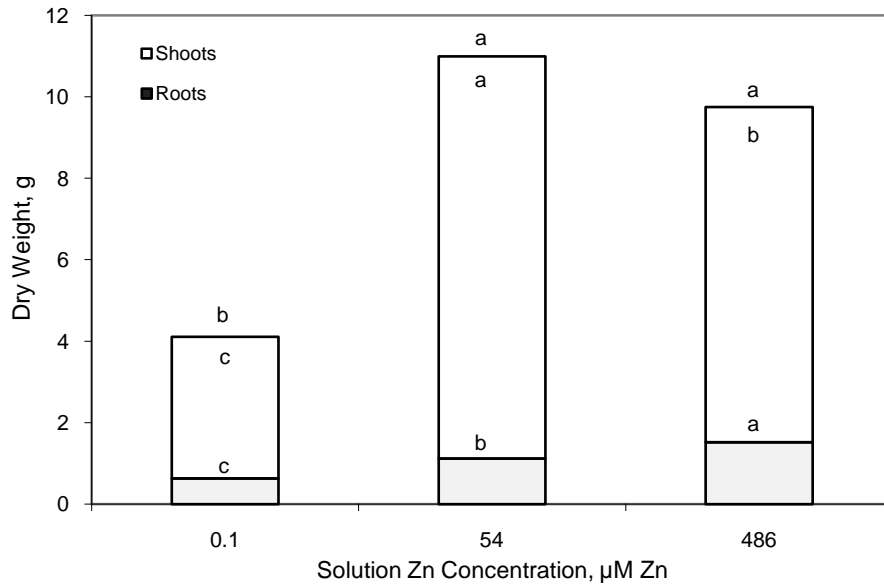 12
10
8
6
4
2
0
Dry Weight, g
Shoots
Roots
b
c
c
a
a
b
a
b
a
0.1
54
486
Solution Zn Concentration, µM Zn